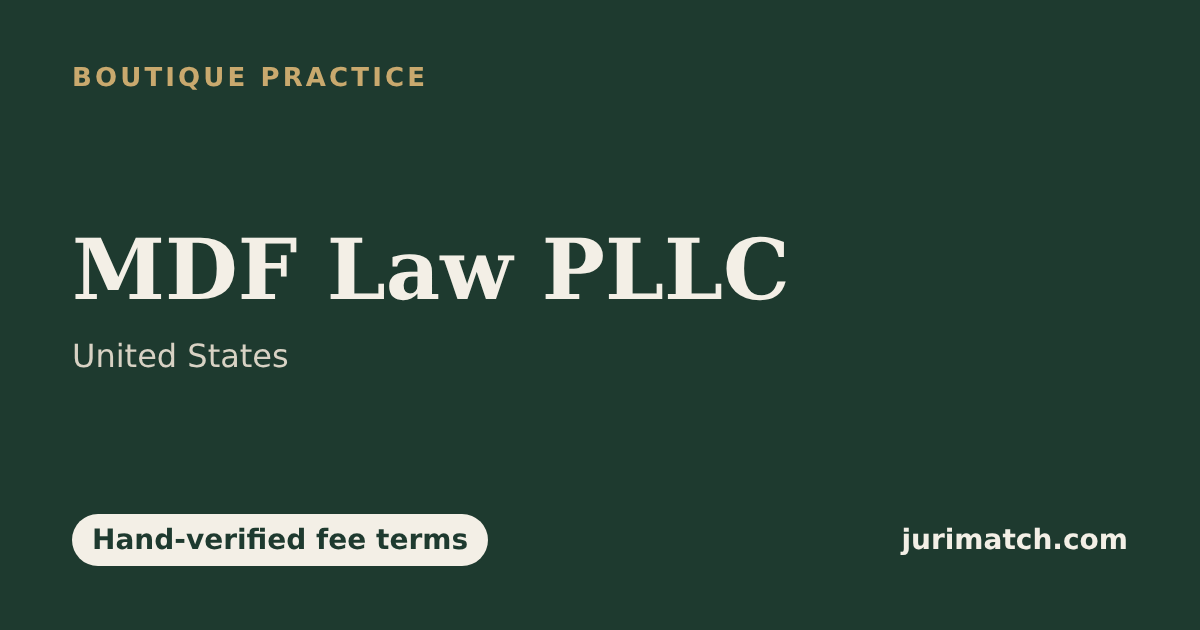 BOUTIQUE PRACTICE
MDF Law PLLC
United States
Hand-verified fee terms
jurimatch.com